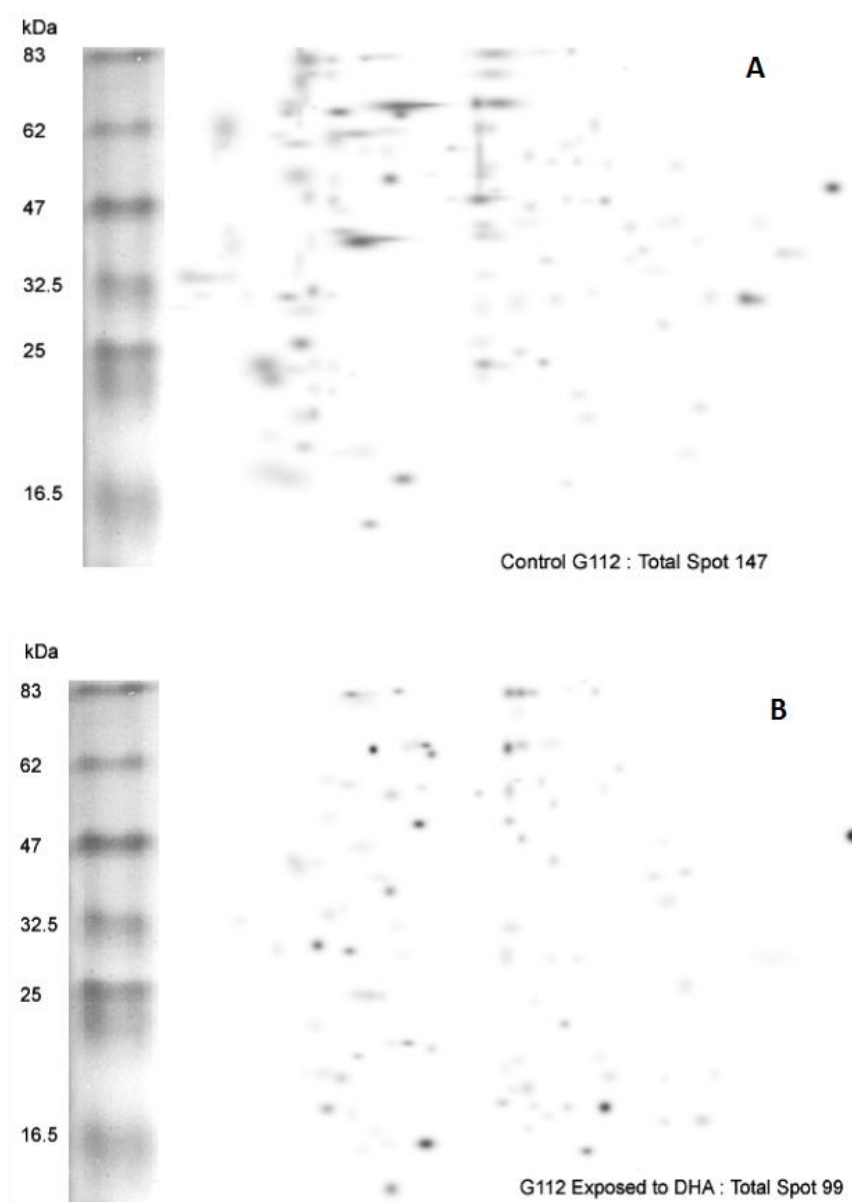 kDa
83
A
62
47
32.5
25
16.5
Control G112 : Total Spot 147
kDa
83
B
62
47
32.5
25
16.5
G112 Exposed to DHA : Total Spot 99